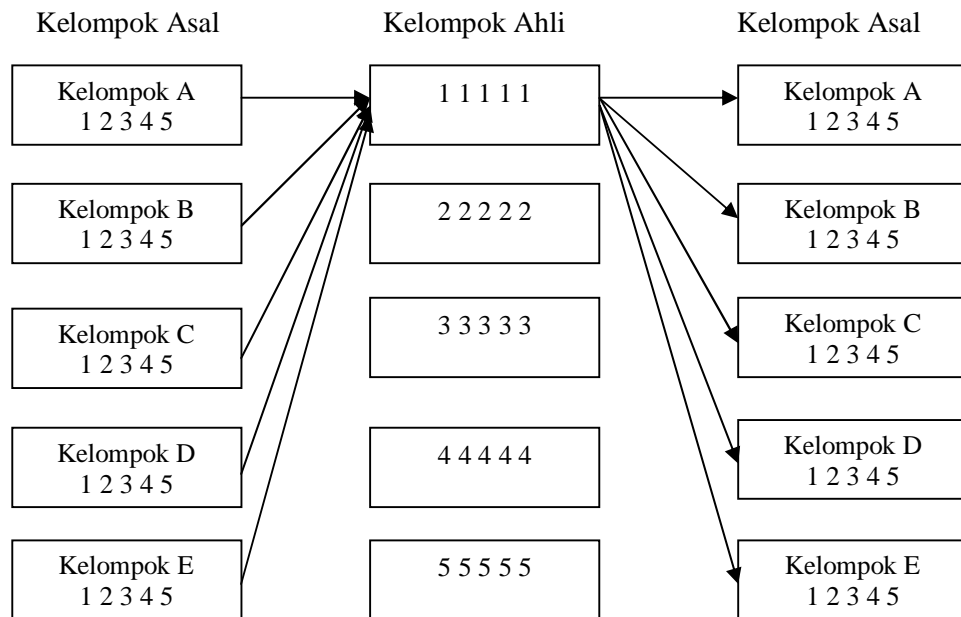 Kelompok Asal
Kelompok Ahli
Kelompok Asal
Kelompok A
1 2 3 4 5
1 1 1 1 1
Kelompok A
1 2 3 4 5
Kelompok B
1 2 3 4 5
2 2 2 2 2
Kelompok B
1 2 3 4 5
Kelompok C
1 2 3 4 5
3 3 3 3 3
Kelompok C
1 2 3 4 5
Kelompok D
1 2 3 4 5
4 4 4 4 4
Kelompok D
1 2 3 4 5
Kelompok E
1 2 3 4 5
5 5 5 5 5
Kelompok E
1 2 3 4 5